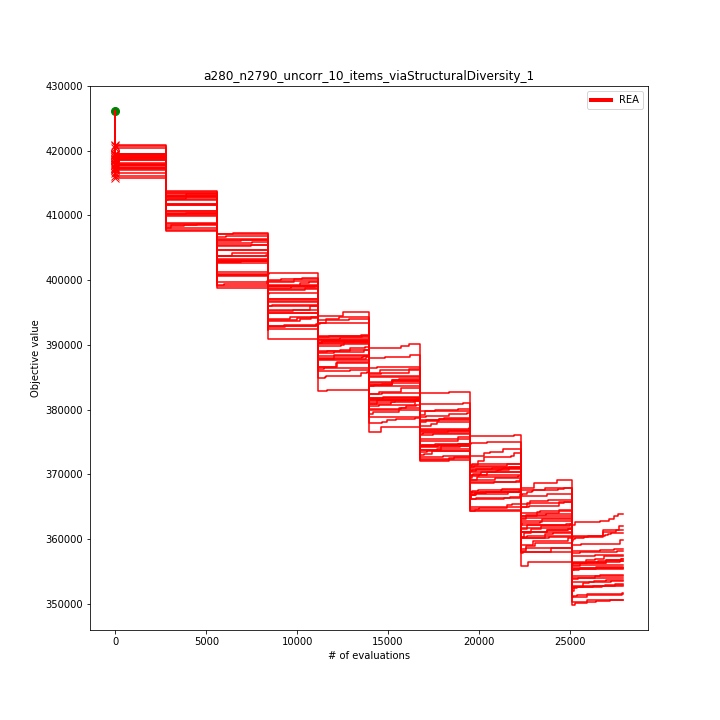 a280_n2790_uncorr_10_items_viaStructuralDiversity_1
REA
430000
420000
410000
400000
390000
380000
370000
360000
350000
Objective value
0 5000 10000 15000 20000 25000
# of evaluations